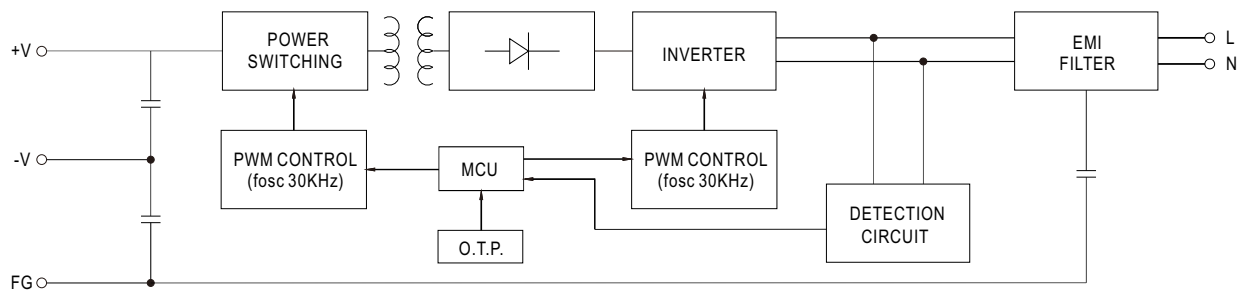 +V
POWER
SWITCHING
INVERTER
EMI
FILTER
L
N
-V
PWM CONTROL
(fosc 30KHz)
MCU
PWM CONTROL
(fosc 30KHz)
DETECTION
CIRCUIT
O.T.P.
FG